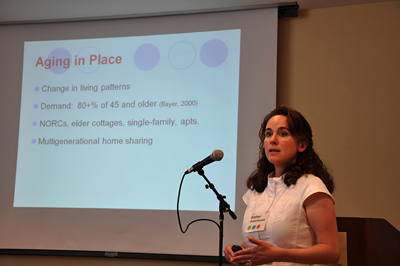 Aging in Place
Change in living patterns
Demand: 80+% of 45 and older (Bayer, 2000)
NORCs, elder cottages, single-family, apts.
Multigenerational home sharing